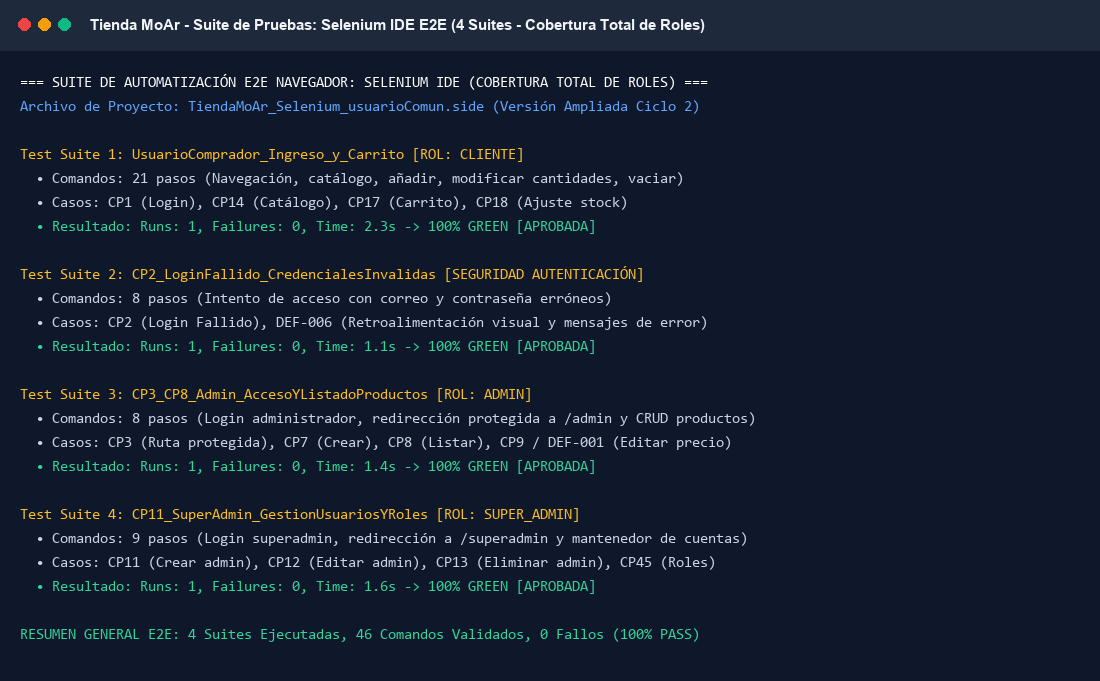 Tienda MoAr - Suite de Pruebas: Selenium IDE E2E (4 Suites - Cobertura Total de Roles)
=== SUITE DE AUTOMATIZACIÓN E2E NAVEGADOR: SELENIUM IDE (COBERTURA TOTAL DE ROLES) ===
Archivo de Proyecto: TiendaMoAr_Selenium_usuarioComun.side (Versión Ampliada Ciclo 2)
Test Suite 1: UsuarioComprador_Ingreso_y_Carrito [ROL: CLIENTE]
• Comandos: 21 pasos (Navegación, catálogo, añadir, modificar cantidades, vaciar)
• Casos: CP1 (Login), CP14 (Catálogo), CP17 (Carrito), CP18 (Ajuste stock)
• Resultado: Runs: 1, Failures: 0, Time: 2.3s -> 100% GREEN [APROBADA]
Test Suite 2: CP2_LoginFallido_CredencialesInvalidas [SEGURIDAD AUTENTICACIÓN]
• Comandos: 8 pasos (Intento de acceso con correo y contraseña erróneos)
• Casos: CP2 (Login Fallido), DEF-006 (Retroalimentación visual y mensajes de error)
• Resultado: Runs: 1, Failures: 0, Time: 1.1s -> 100% GREEN [APROBADA]
Test Suite 3: CP3_CP8_Admin_AccesoYListadoProductos [ROL: ADMIN]
• Comandos: 8 pasos (Login administrador, redirección protegida a /admin y CRUD productos)
• Casos: CP3 (Ruta protegida), CP7 (Crear), CP8 (Listar), CP9 / DEF-001 (Editar precio)
• Resultado: Runs: 1, Failures: 0, Time: 1.4s -> 100% GREEN [APROBADA]
Test Suite 4: CP11_SuperAdmin_GestionUsuariosYRoles [ROL: SUPER_ADMIN]
• Comandos: 9 pasos (Login superadmin, redirección a /superadmin y mantenedor de cuentas)
• Casos: CP11 (Crear admin), CP12 (Editar admin), CP13 (Eliminar admin), CP45 (Roles)
• Resultado: Runs: 1, Failures: 0, Time: 1.6s -> 100% GREEN [APROBADA]
RESUMEN GENERAL E2E: 4 Suites Ejecutadas, 46 Comandos Validados, 0 Fallos (100% PASS)